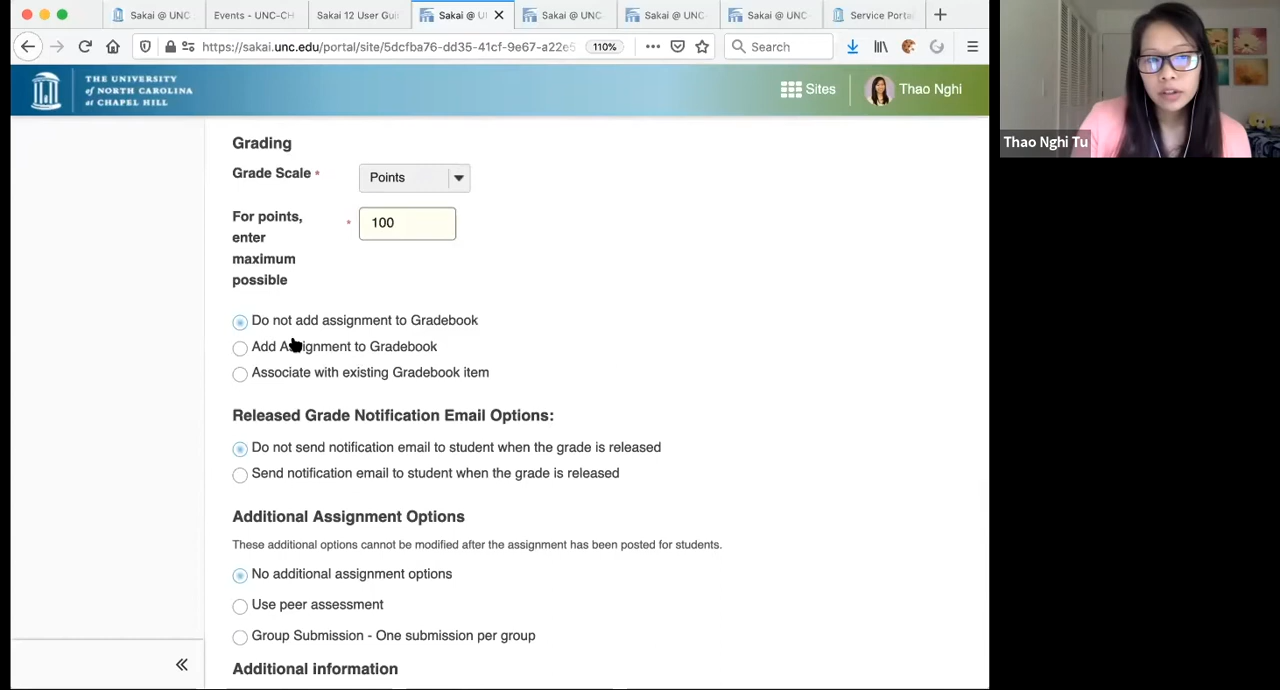 Sakai @ UNC
Events - UNC-CH
Sakai 12 User Gui
Sakai @ U
Sakai @ UNC
Sakai @ UNC
Sakai @ UNC
Service Porta
https://sakai.unc.edu/portal/site/5dcfba76-dd35-41cf-9e67-a22e5
110%
Search
THE UNIVERSITY
of NORTH CAROLINA
at CHAPEL HILL
Sites
Thao Nghi
Thao Nghi Tu
Grading
Grade Scale *
Points
For points, *
enter
maximum
possible
100
Do not add assignment to Gradebook
Add Assignment to Gradebook
Associate with existing Gradebook item
Released Grade Notification Email Options:
Do not send notification email to student when the grade is released
Send notification email to student when the grade is released
Additional Assignment Options
These additional options cannot be modified after the assignment has been posted for students.
No additional assignment options
Use peer assessment
Group Submission - One submission per group
Additional information